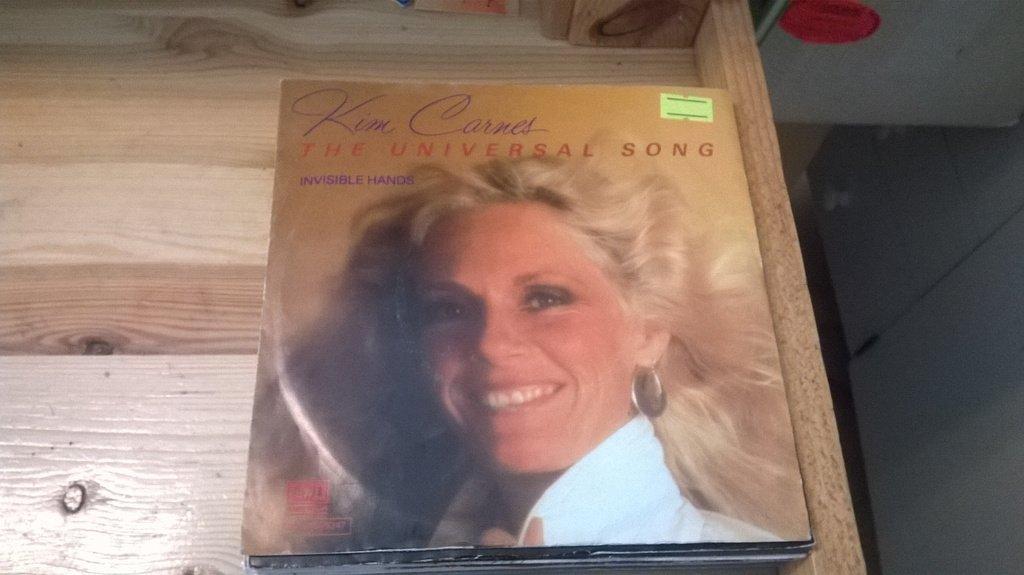 Kim Carnes
THE UNIVERSAL SONG
INVISIBLE HANDS